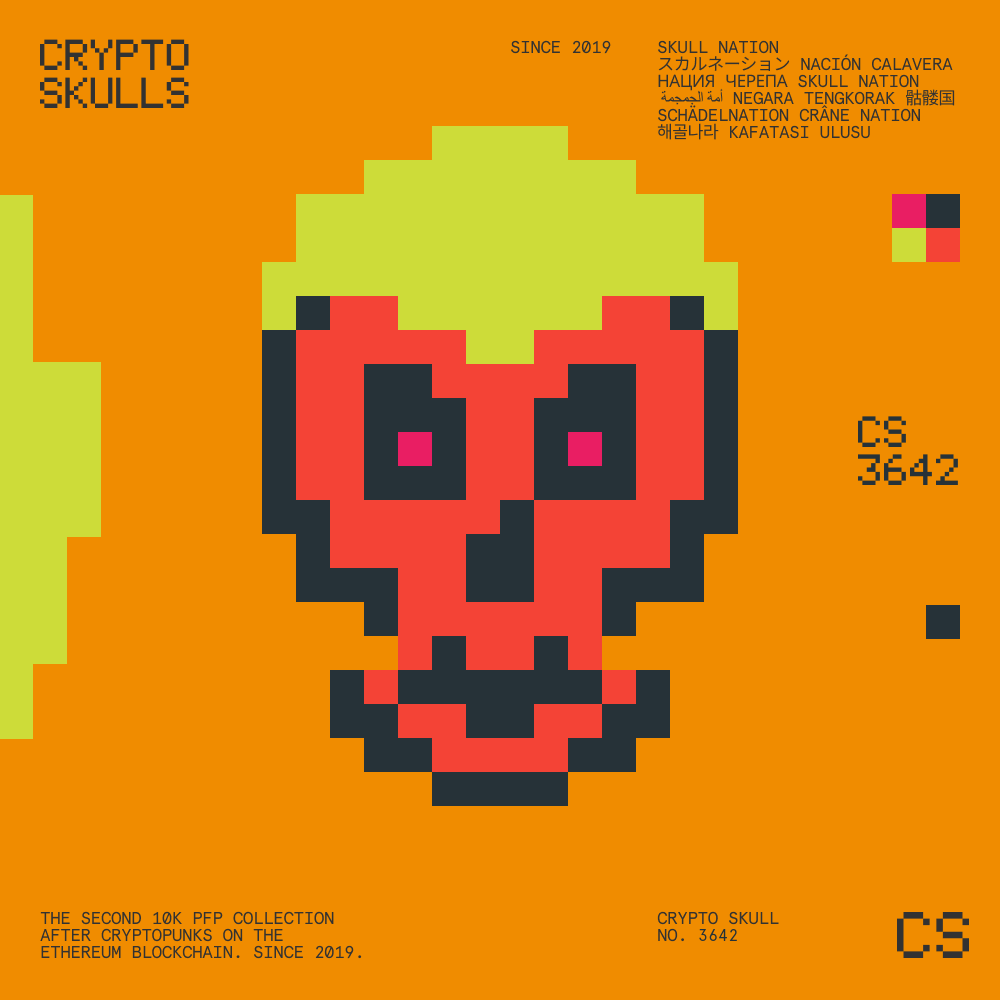 CRYPTO
SKULLS
SINCE 2019
SKULL NATION
スカルネーション NACIÓN CALAVERA
НАЦИЯ ЧЕРЕПА SKULL NATION
أمة الجمجمة NEGARA TENGKORAK 骷髅国
SCHÄDELNATION CRÂNE NATION
해골나라 KAFATASI ULUSU
CS
3642
THE SECOND 10K PFP COLLECTION
AFTER CRYPTOPUNKS ON THE
ETHEREUM BLOCKCHAIN. SINCE 2019.
CRYPTO SKULL
NO. 3642
CS